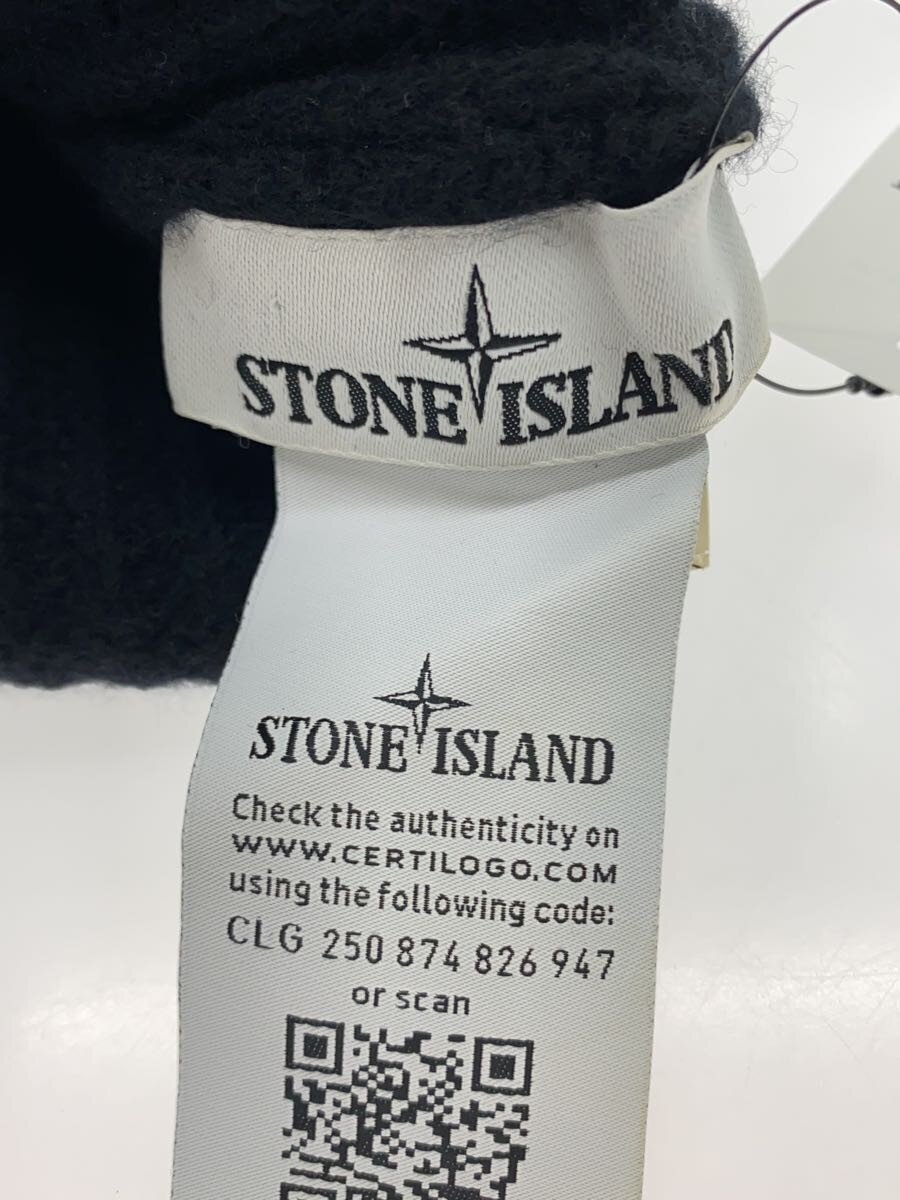 STONE ISLAND
STONE ISLAND
Check the authenticity on
WWW.CERTILOGO.COM
using the following code:
CLG 250 874 826 947
or scan